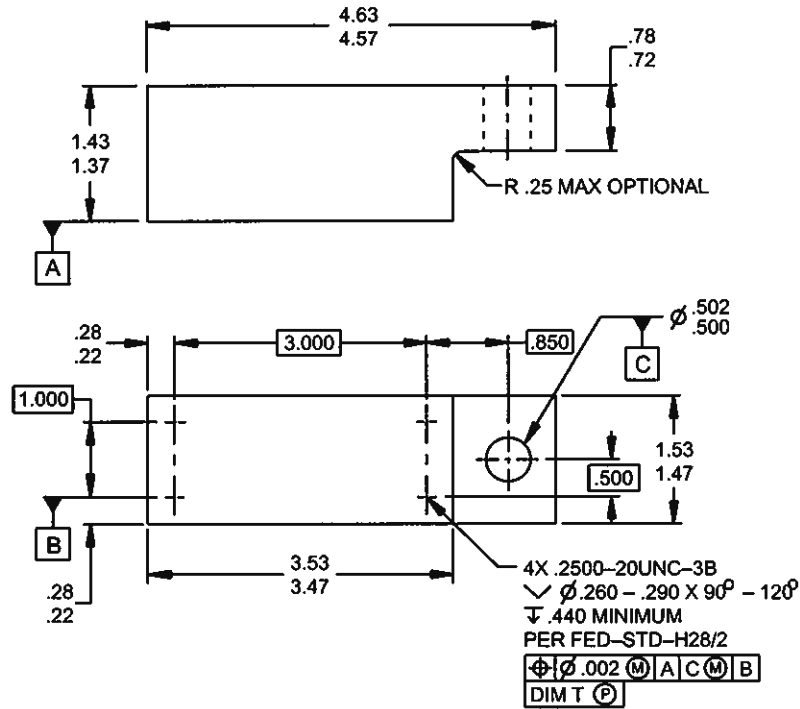 4.63
4.57
.78
.72
1.43
1.37
R .25 MAX OPTIONAL
A
.28
.22
3.000
.850
Ø .502
.500
C
1.000
1.53
1.47
.500
B
.28
.22
3.53
3.47
4X .2500–20UNC–3B
⌵ Ø.260 – .290 X 90° – 120°
↧ .440 MINIMUM
PER FED–STD–H28/2
⌖ Ø .002 Ⓜ A C Ⓜ B
DIM T Ⓟ